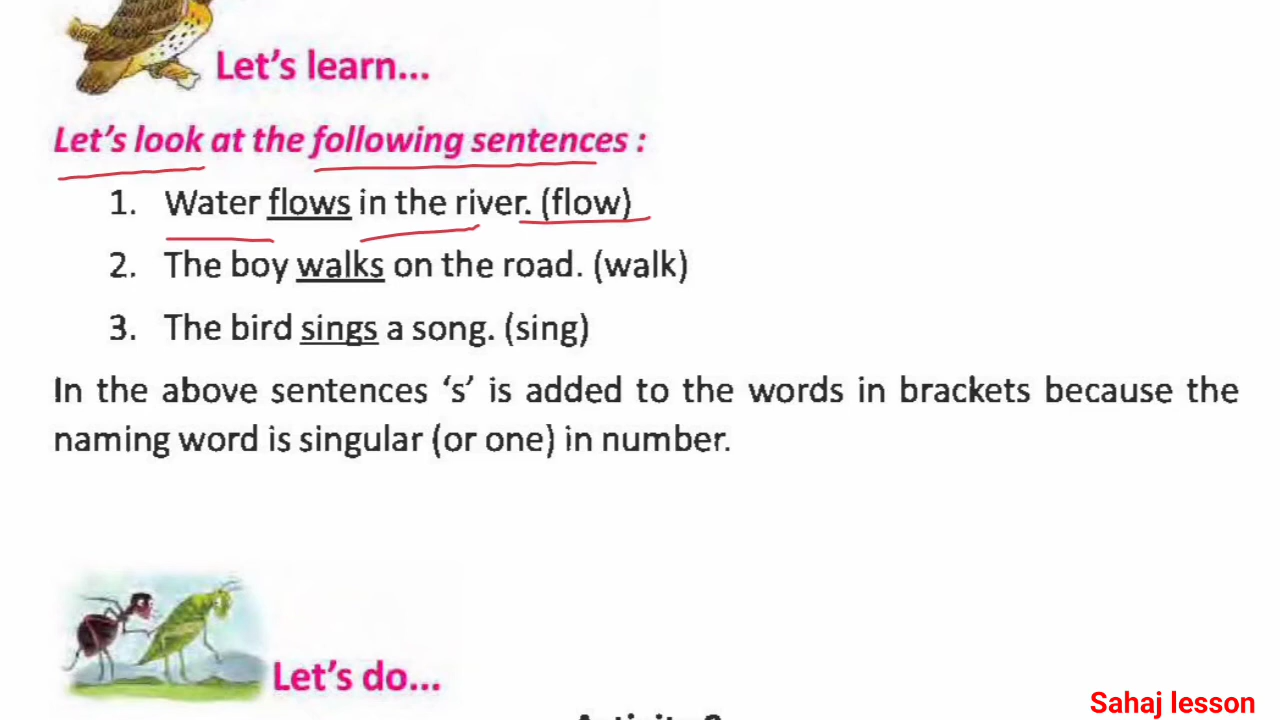 Let's learn...
Let's look at the following sentences :
1. Water flows in the river. (flow)
2. The boy walks on the road. (walk)
3. The bird sings a song. (sing)
In the above sentences ‘s’ is added to the words in brackets because the
naming word is singular (or one) in number.
Let's do...
Sahaj lesson